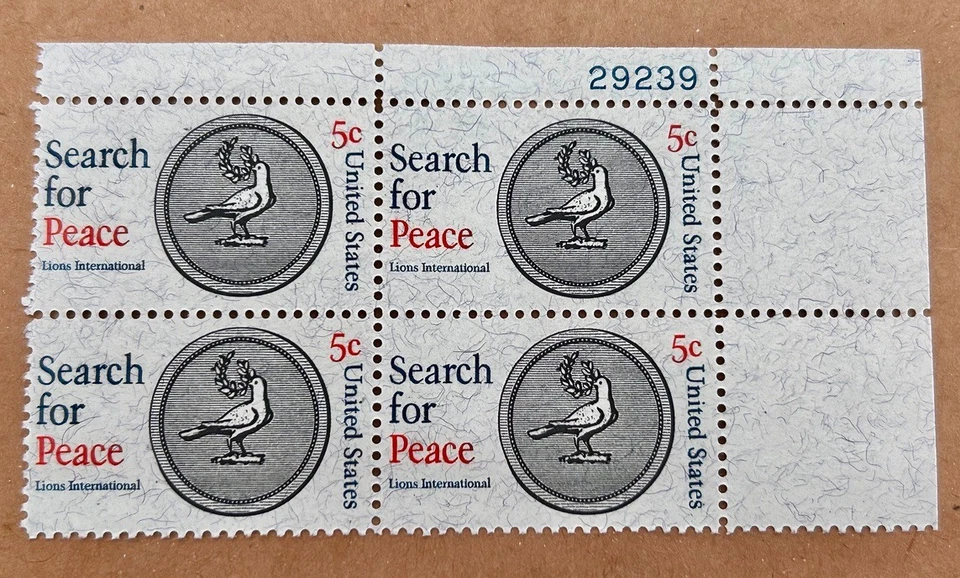 29239
Search
for
Peace
Lions International
5c
United States
Search
for
Peace
Lions International
5c
United States
Search
for
Peace
Lions International
5c
United States
Search
for
Peace
Lions International
5c
United States